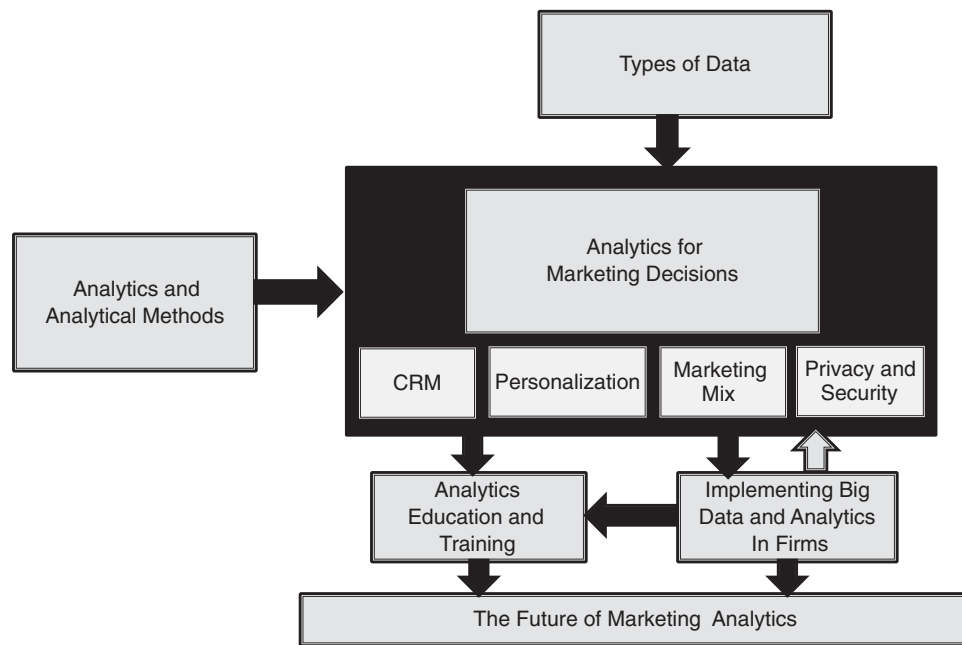 Types of Data
Analytics for
Marketing Decisions
Analytics and
Analytical Methods
CRM
Personalization
Marketing
Mix
Privacy and
Security
Analytics
Education and
Training
Implementing Big
Data and Analytics
In Firms
The Future of Marketing Analytics